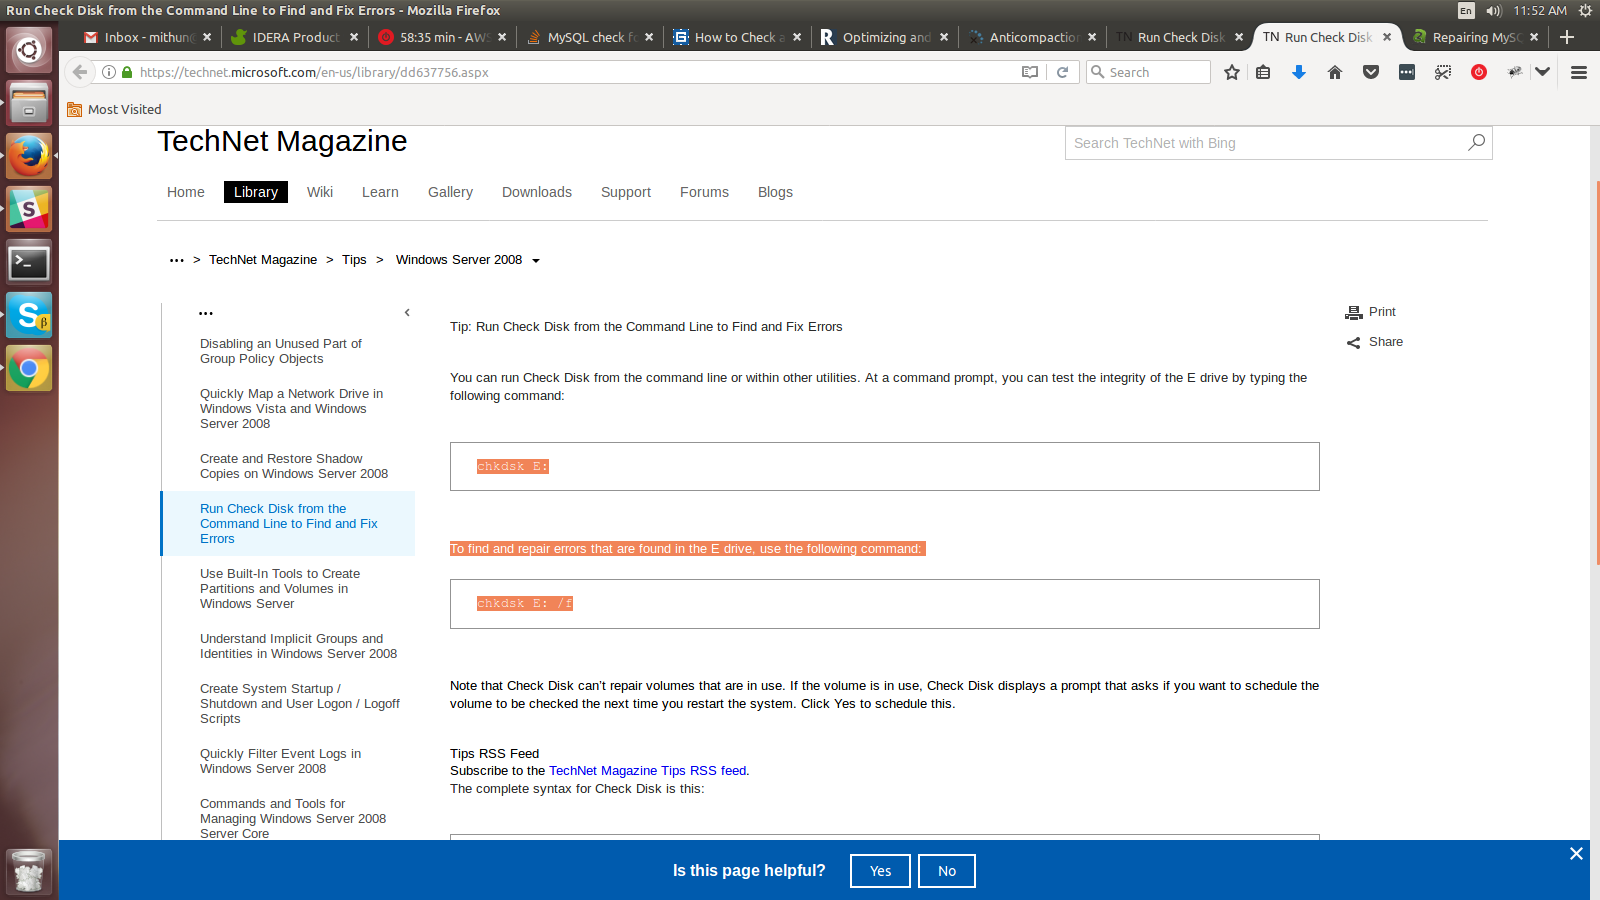 Run Check Disk from the Command Line to Find and Fix Errors - Mozilla Firefox
En
11:52 AM
Inbox - mithun
IDERA Product
58:35 min - AWS
MySQL check fo
How to Check a
Optimizing and
Anticompaction
TN Run Check Disk
TN Run Check Disk
Repairing MySQ
https://technet.microsoft.com/en-us/library/dd637756.aspx
Search
Most Visited
TechNet Magazine
Search TechNet with Bing
Home Library Wiki Learn Gallery Downloads Support Forums Blogs
••• > TechNet Magazine > Tips > Windows Server 2008
•••
Disabling an Unused Part of
Group Policy Objects
Quickly Map a Network Drive in
Windows Vista and Windows
Server 2008
Create and Restore Shadow
Copies on Windows Server 2008
Run Check Disk from the
Command Line to Find and Fix
Errors
Use Built-In Tools to Create
Partitions and Volumes in
Windows Server
Understand Implicit Groups and
Identities in Windows Server 2008
Create System Startup /
Shutdown and User Logon / Logoff
Scripts
Quickly Filter Event Logs in
Windows Server 2008
Commands and Tools for
Managing Windows Server 2008
Server Core
Tip: Run Check Disk from the Command Line to Find and Fix Errors
You can run Check Disk from the command line or within other utilities. At a command prompt, you can test the integrity of the E drive by typing the
following command:
chkdsk E:
To find and repair errors that are found in the E drive, use the following command:
chkdsk E: /f
Note that Check Disk can’t repair volumes that are in use. If the volume is in use, Check Disk displays a prompt that asks if you want to schedule the
volume to be checked the next time you restart the system. Click Yes to schedule this.
Tips RSS Feed
Subscribe to the TechNet Magazine Tips RSS feed.
The complete syntax for Check Disk is this:
Print
Share
Is this page helpful? Yes No